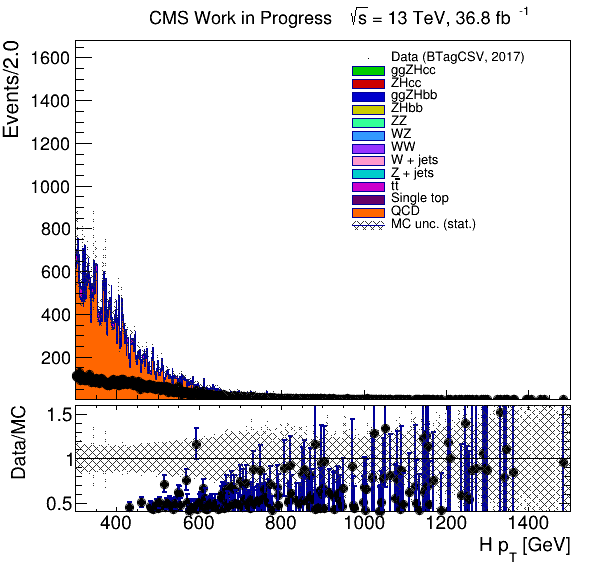 CMS Work in Progress √s = 13 TeV, 36.8 fb⁻¹
Events/2.0
1600
1400
1200
1000
800
600
400
200
Data (BTagCSV, 2017)
ggZHcc
ZHcc
ggZHbb
ZHbb
ZZ
WZ
WW
W + jets
Z + jets
tt̅
Single top
QCD
MC unc. (stat.)
Data/MC
1.5
1
0.5
400 600 800 1000 1200 1400
H p_T [GeV]